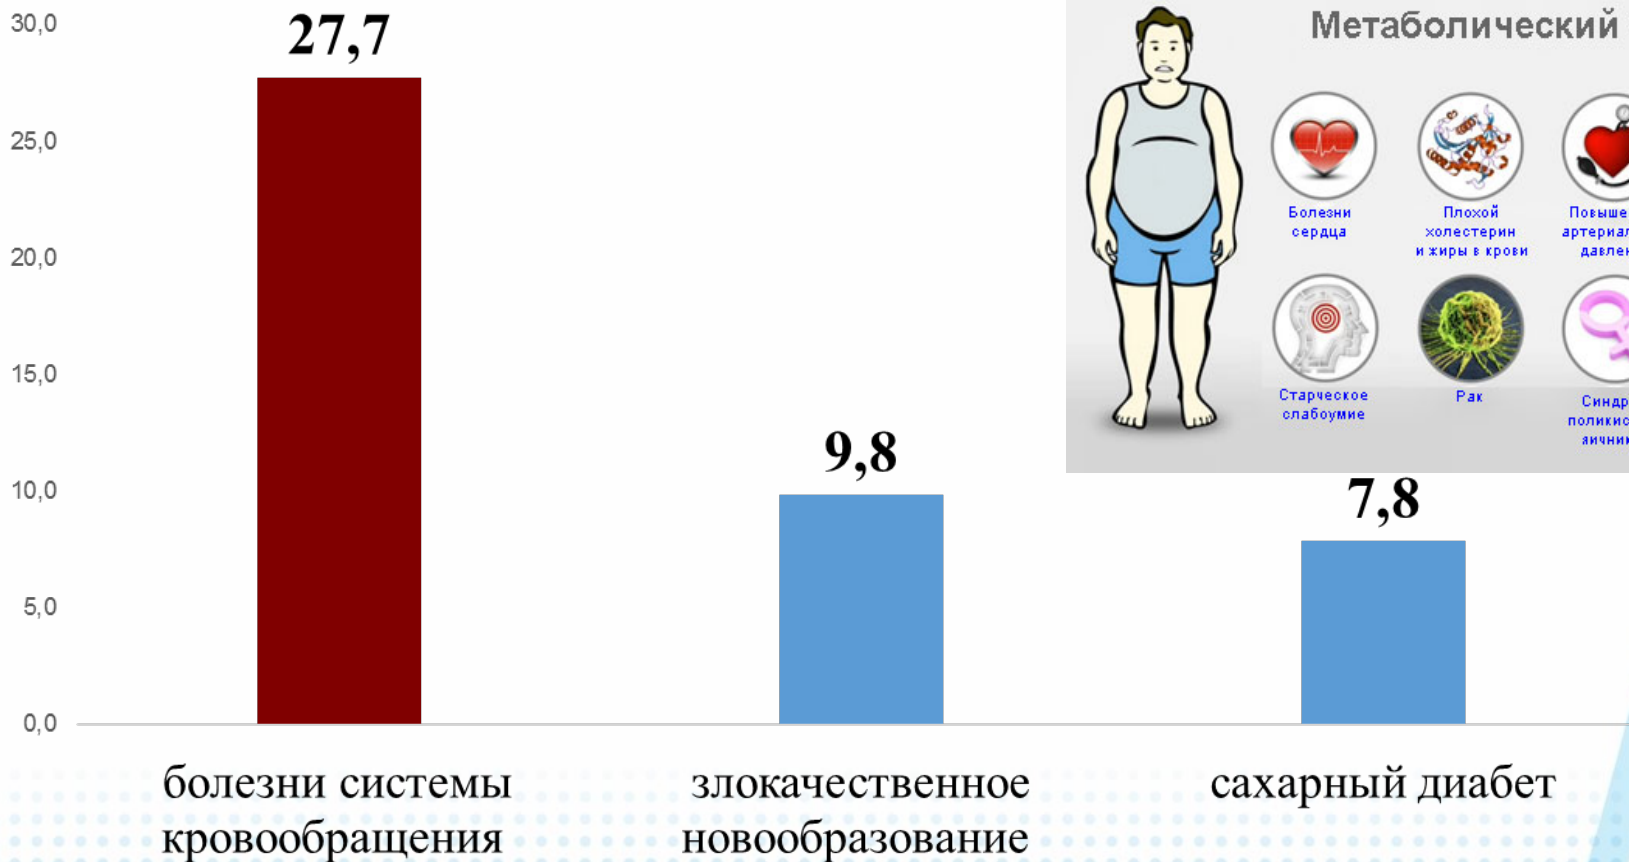 30,0
27,7
25,0
20,0
15,0
10,0
5,0
0,0
9,8
7,8
болезни системы
кровообращения
злокачественное
новообразование
сахарный диабет
Метаболический
Болезни
сердца
Плохой
холестерин
и жиры в крови
Старческое
слабоумие
Рак